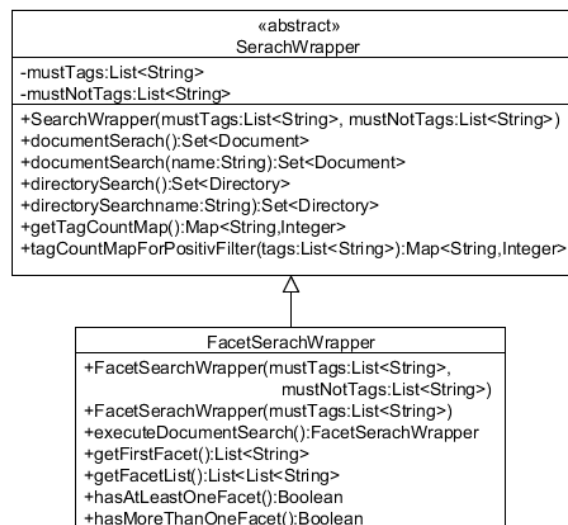 «abstract»
SerachWrapper
-mustTags:List<String>
-mustNotTags:List<String>
+SearchWrapper(mustTags:List<String>, mustNotTags:List<String>)
+documentSerach():Set<Document>
+documentSearch(name:String):Set<Document>
+directorySearch():Set<Directory>
+directorySearchname:String):Set<Directory>
+getTagCountMap():Map<String,Integer>
+tagCountMapForPositivFilter(tags:List<String>):Map<String,Integer>
FacetSerachWrapper
+FacetSearchWrapper(mustTags:List<String>,
mustNotTags:List<String>)
+FacetSerachWrapper(mustTags:List<String>)
+executeDocumentSearch():FacetSerachWrapper
+getFirstFacet():List<String>
+getFacetList():List<List<String>
+hasAtLeastOneFacet():Boolean
+hasMoreThanOneFacet():Boolean